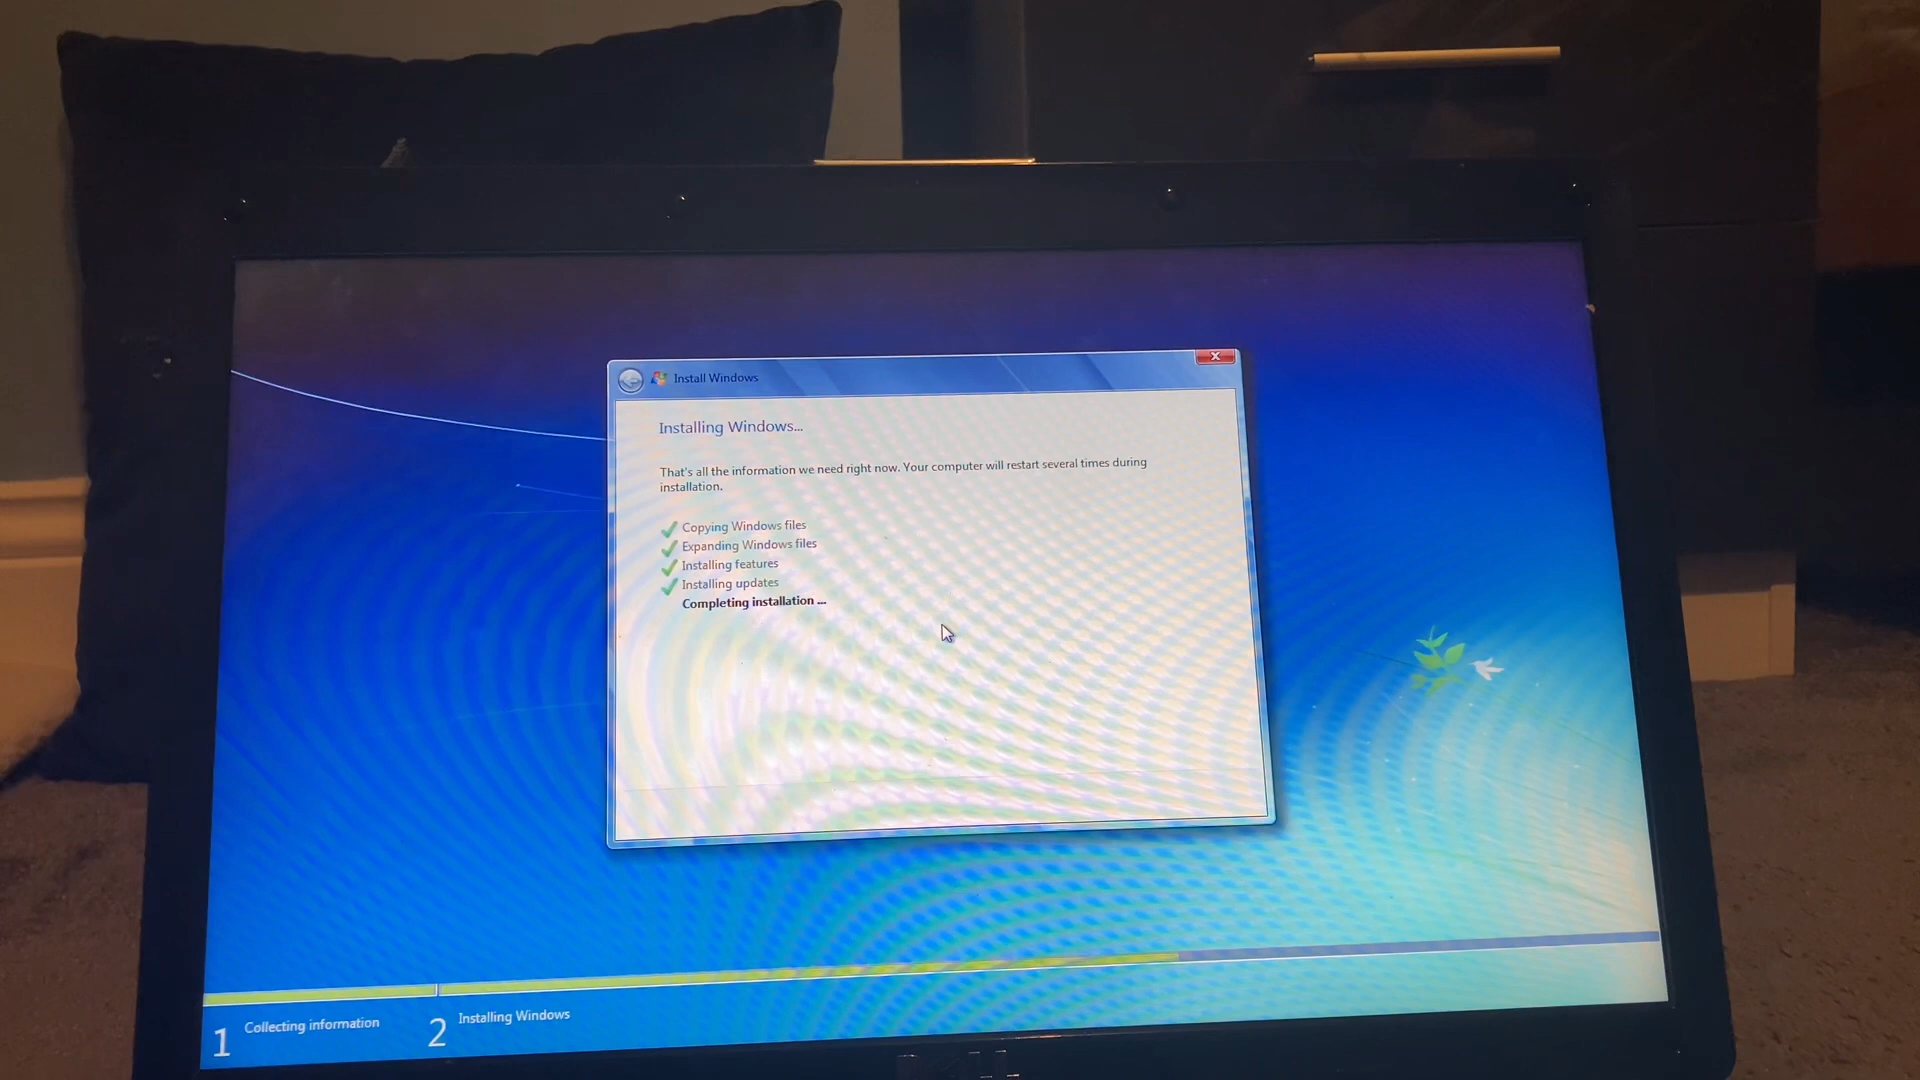 Install Windows
Installing Windows...
That's all the information we need right now. Your computer will restart several times during
installation.
Copying Windows files
Expanding Windows files
Installing features
Installing updates
Completing installation ...
1 Collecting information
2 Installing Windows